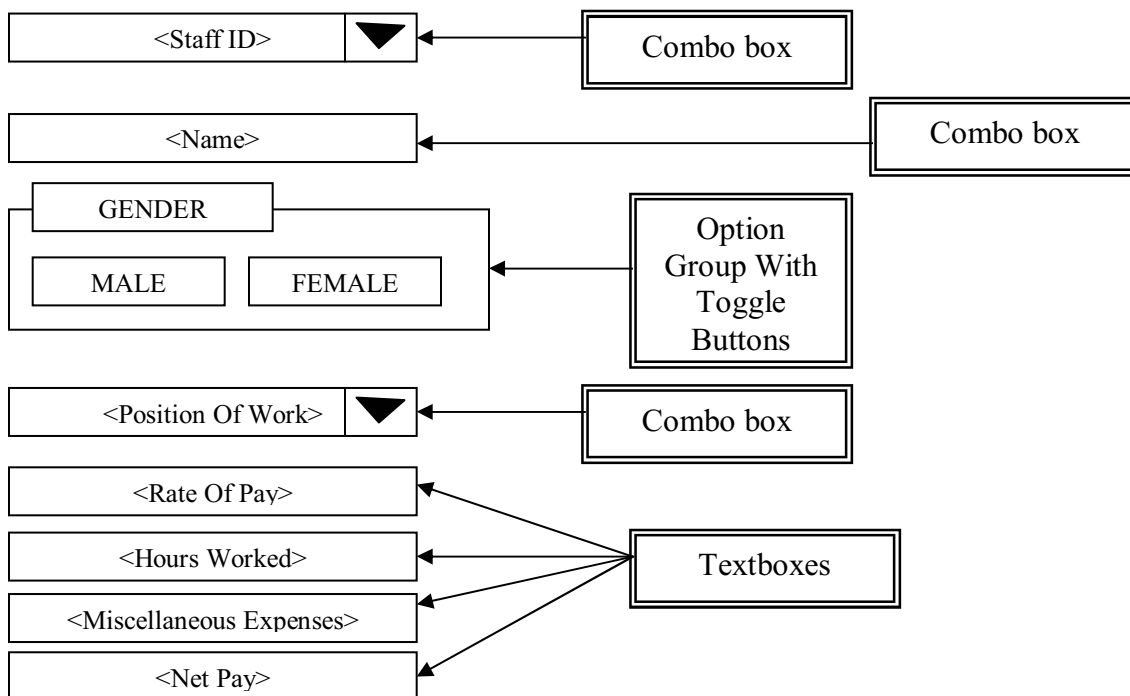 <Staff ID>
Combo box
<Name>
Combo box
GENDER
MALE
FEMALE
Option
Group With
Toggle
Buttons
<Position Of Work>
Combo box
<Rate Of Pay>
<Hours Worked>
<Miscellaneous Expenses>
<Net Pay>
Textboxes